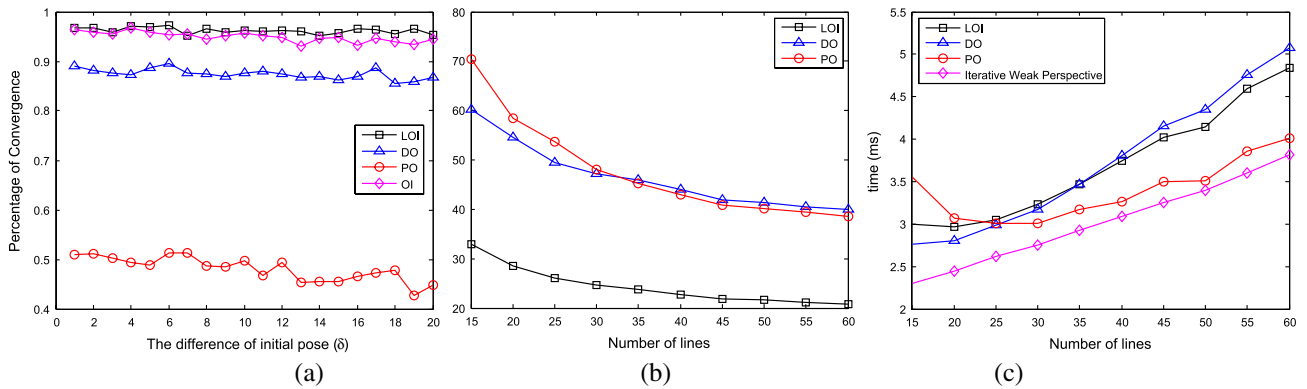 1
0.9
0.8
0.7
0.6
0.5
0.4
Percentage of Convergence
0 2 4 6 8 10 12 14 16 18 20
The difference of initial pose (δ)
LOI
DO
PO
OI
(a)
80
70
60
50
40
30
20
15 20 25 30 35 40 45 50 55 60
Number of lines
LOI
DO
PO
(b)
5.5
5
4.5
4
3.5
3
2.5
2
time (ms)
15 20 25 30 35 40 45 50 55 60
Number of lines
LOI
DO
PO
Iterative Weak Perspective
(c)